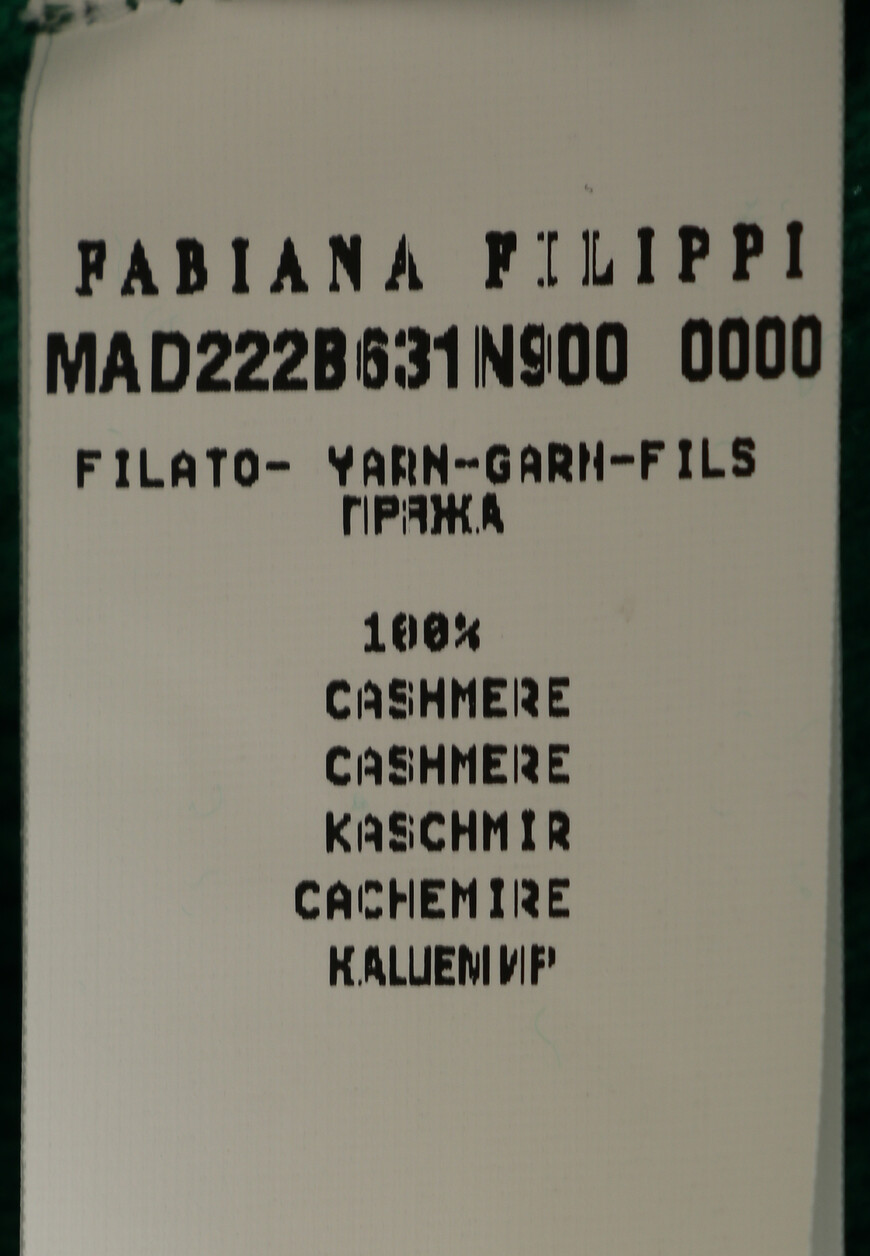 FABIANA FILIPPI
MAD222B631N900 0000
FILATO- YARN-GARN-FILS
ПРЯЖА
100%
CASHMERE
CASHMERE
KASCHMIR
CACHEMIRE
КАШЕМИР